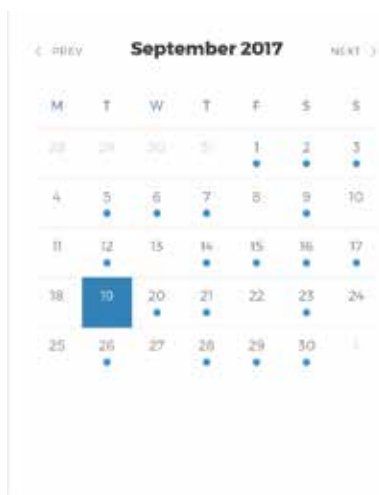 < PREV September 2017 NEXT >
M T W T F S S
28 29 30 31 1 2 3
4 5 6 7 8 9 10
11 12 13 14 15 16 17
18 19 20 21 22 23 24
25 26 27 28 29 30 1